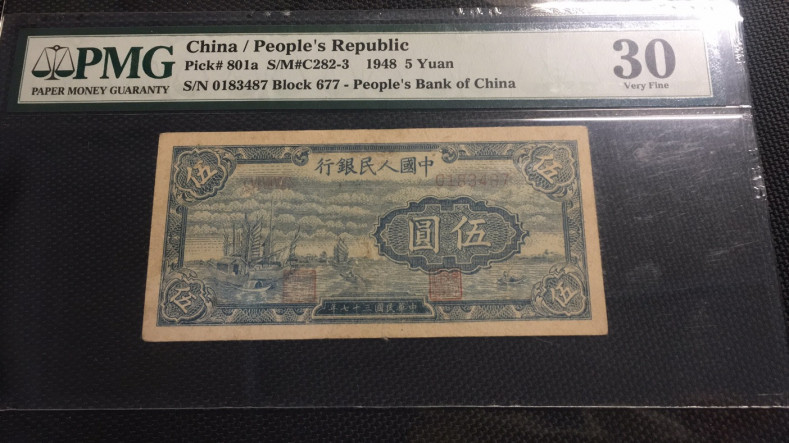 PMG
PAPER MONEY GUARANTY
China / People's Republic
Pick# 801a S/M#C282-3 1948 5 Yuan
S/N 0183487 Block 677 - People's Bank of China
30
Very Fine
行銀民人國中
伍
伍
0183487
圓伍
伍
伍
年七十三國民華中